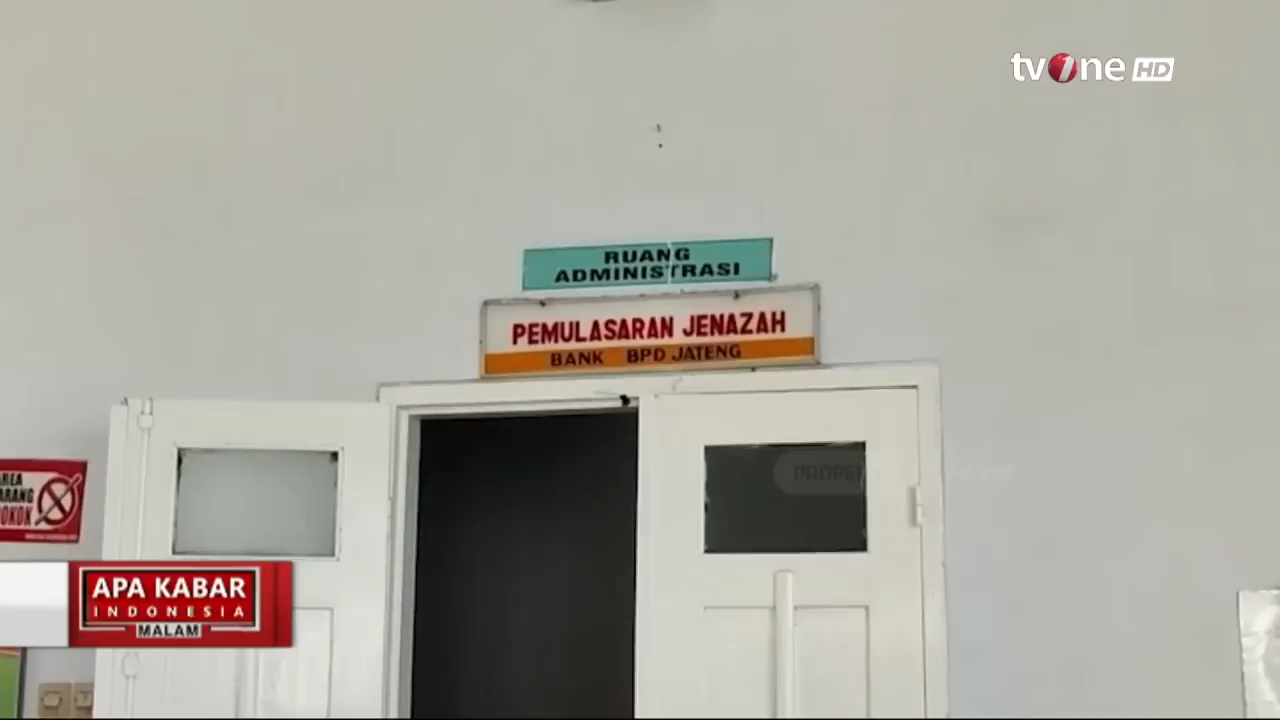 tvOne HD
RUANG
ADMINISTRASI
PEMULASARAN JENAZAH
BANK BPD JATENG
APA KABAR
INDONESIA
MALAM